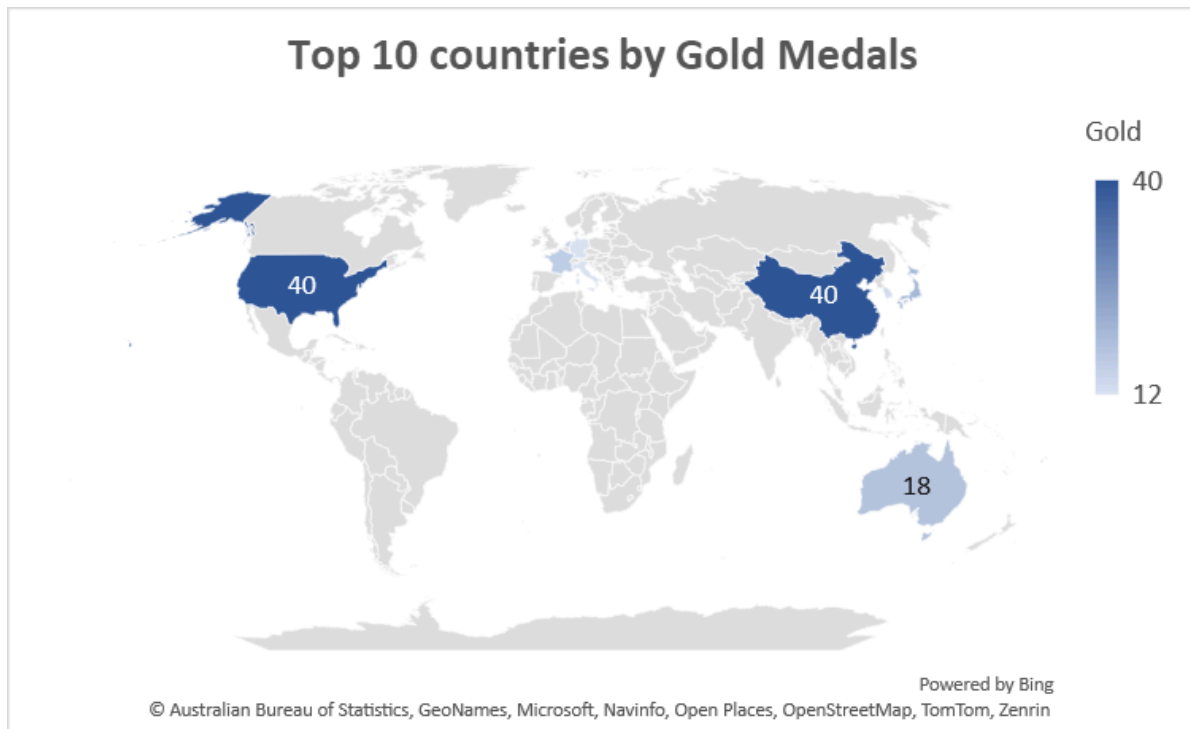 Top 10 countries by Gold Medals
Gold
40
12
40
40
18
Powered by Bing
© Australian Bureau of Statistics, GeoNames, Microsoft, Navinfo, Open Places, OpenStreetMap, TomTom, Zenrin